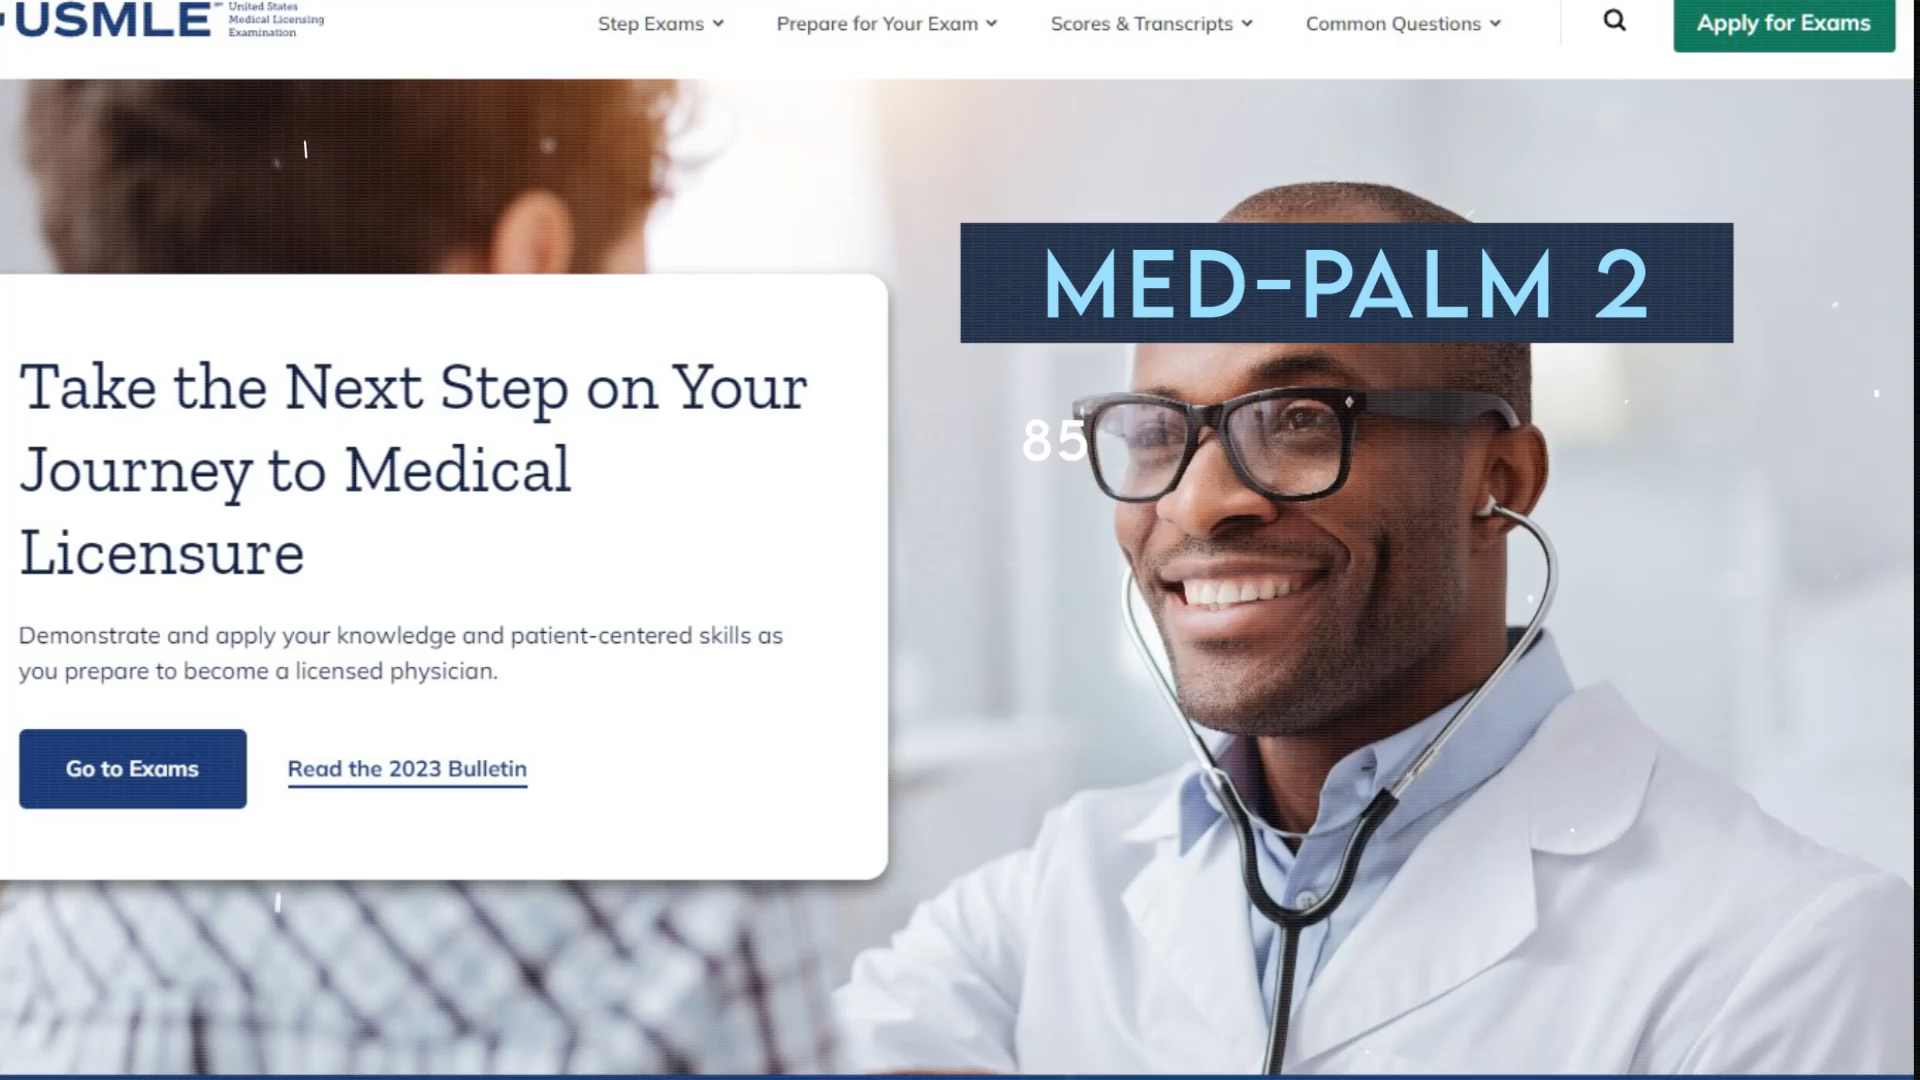 USMLE
United States
Medical Licensing
Examination
Step Exams
Prepare for Your Exam
Scores & Transcripts
Common Questions
Apply for Exams
MED-PALM 2
85
Take the Next Step on Your
Journey to Medical
Licensure
Demonstrate and apply your knowledge and patient-centered skills as
you prepare to become a licensed physician.
Go to Exams
Read the 2023 Bulletin